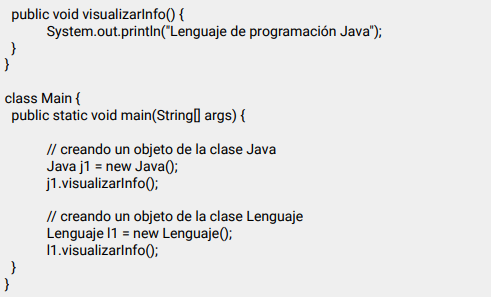 public void visualizarInfo() {
System.out.println("Lenguaje de programación Java");
}
}
class Main {
public static void main(String[] args) {
// creando un objeto de la clase Java
Java j1 = new Java();
j1.visualizarInfo();
// creando un objeto de la clase Lenguaje
Lenguaje l1 = new Lenguaje();
l1.visualizarInfo();
}
}